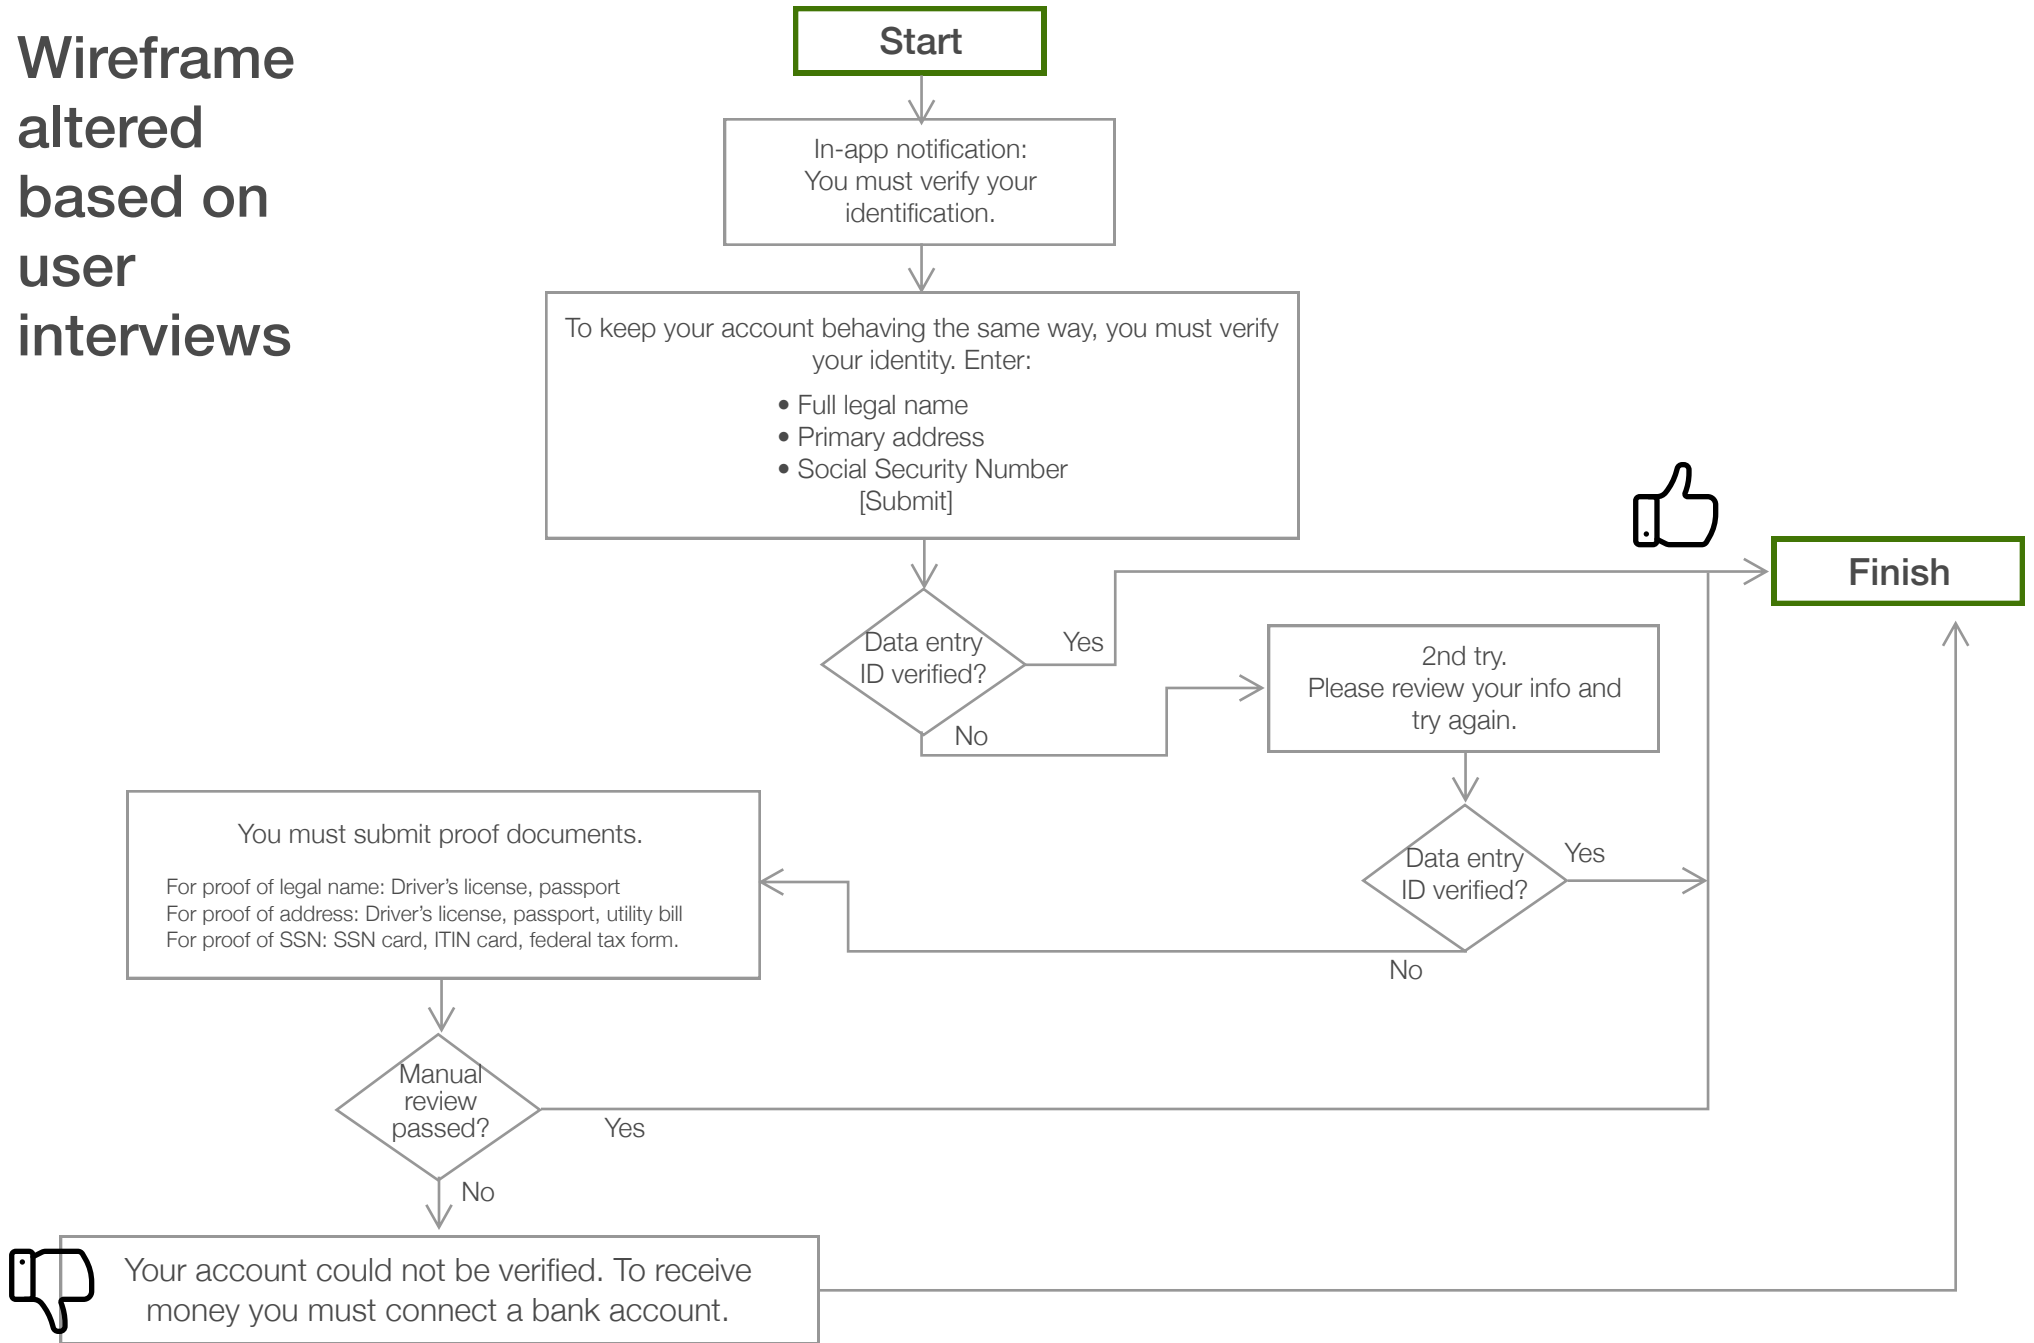 Wireframe
altered
based on
user
interviews
Start
In-app notification:
You must verify your
identification.
To keep your account behaving the same way, you must verify
your identity. Enter:
• Full legal name
• Primary address
• Social Security Number
[Submit]
Finish
Data entry
ID verified?
Yes
No
2nd try.
Please review your info and
try again.
Data entry
ID verified?
Yes
No
You must submit proof documents.
For proof of legal name: Driver’s license, passport
For proof of address: Driver’s license, passport, utility bill
For proof of SSN: SSN card, ITIN card, federal tax form.
Manual
review
passed?
Yes
No
Your account could not be verified. To receive
money you must connect a bank account.